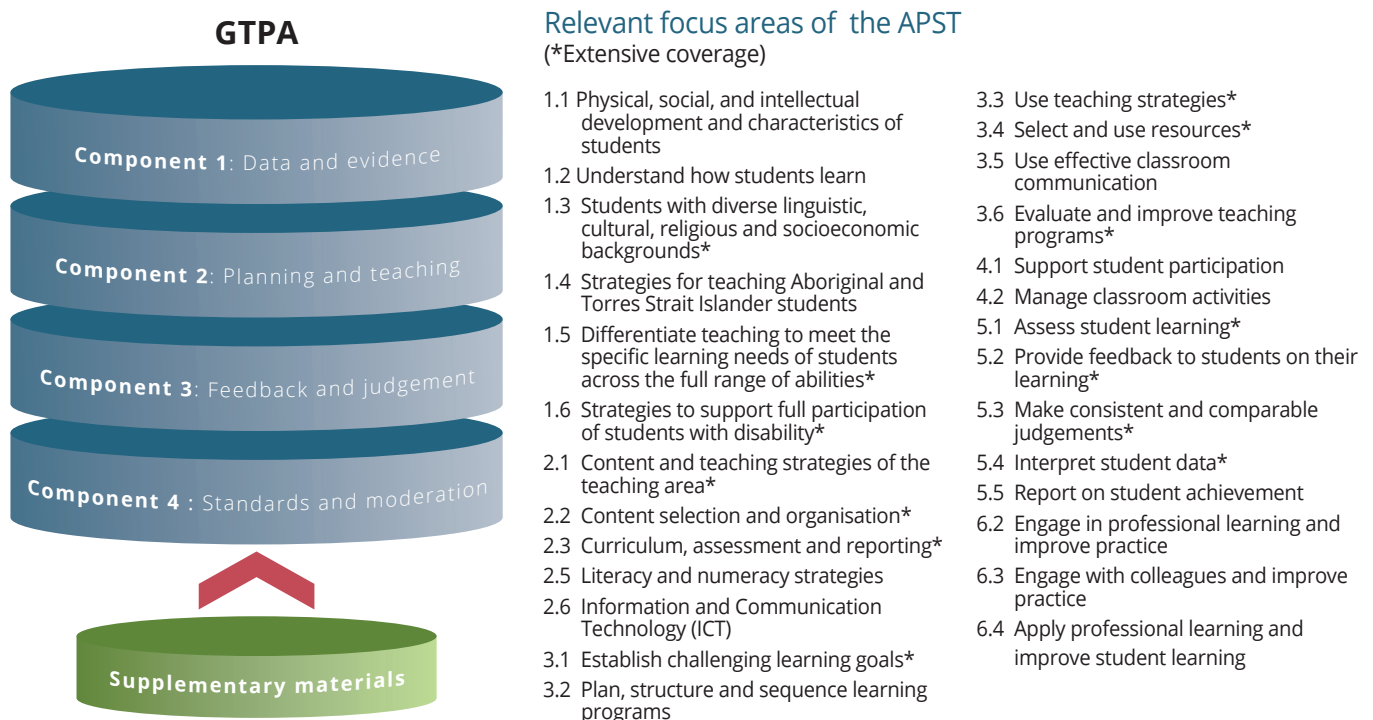 GTPA
Component 1: Data and evidence
Component 2: Planning and teaching
Component 3: Feedback and judgement
Component 4 : Standards and moderation
Supplementary materials
Relevant focus areas of the APST
(*Extensive coverage)
1.1 Physical, social, and intellectual
development and characteristics of
students
1.2 Understand how students learn
1.3 Students with diverse linguistic,
cultural, religious and socioeconomic
backgrounds*
1.4 Strategies for teaching Aboriginal and
Torres Strait Islander students
1.5 Differentiate teaching to meet the
specific learning needs of students
across the full range of abilities*
1.6 Strategies to support full participation
of students with disability*
2.1 Content and teaching strategies of the
teaching area*
2.2 Content selection and organisation*
2.3 Curriculum, assessment and reporting*
2.5 Literacy and numeracy strategies
2.6 Information and Communication
Technology (ICT)
3.1 Establish challenging learning goals*
3.2 Plan, structure and sequence learning
programs
3.3 Use teaching strategies*
3.4 Select and use resources*
3.5 Use effective classroom
communication
3.6 Evaluate and improve teaching
programs*
4.1 Support student participation
4.2 Manage classroom activities
5.1 Assess student learning*
5.2 Provide feedback to students on their
learning*
5.3 Make consistent and comparable
judgements*
5.4 Interpret student data*
5.5 Report on student achievement
6.2 Engage in professional learning and
improve practice
6.3 Engage with colleagues and improve
practice
6.4 Apply professional learning and
improve student learning